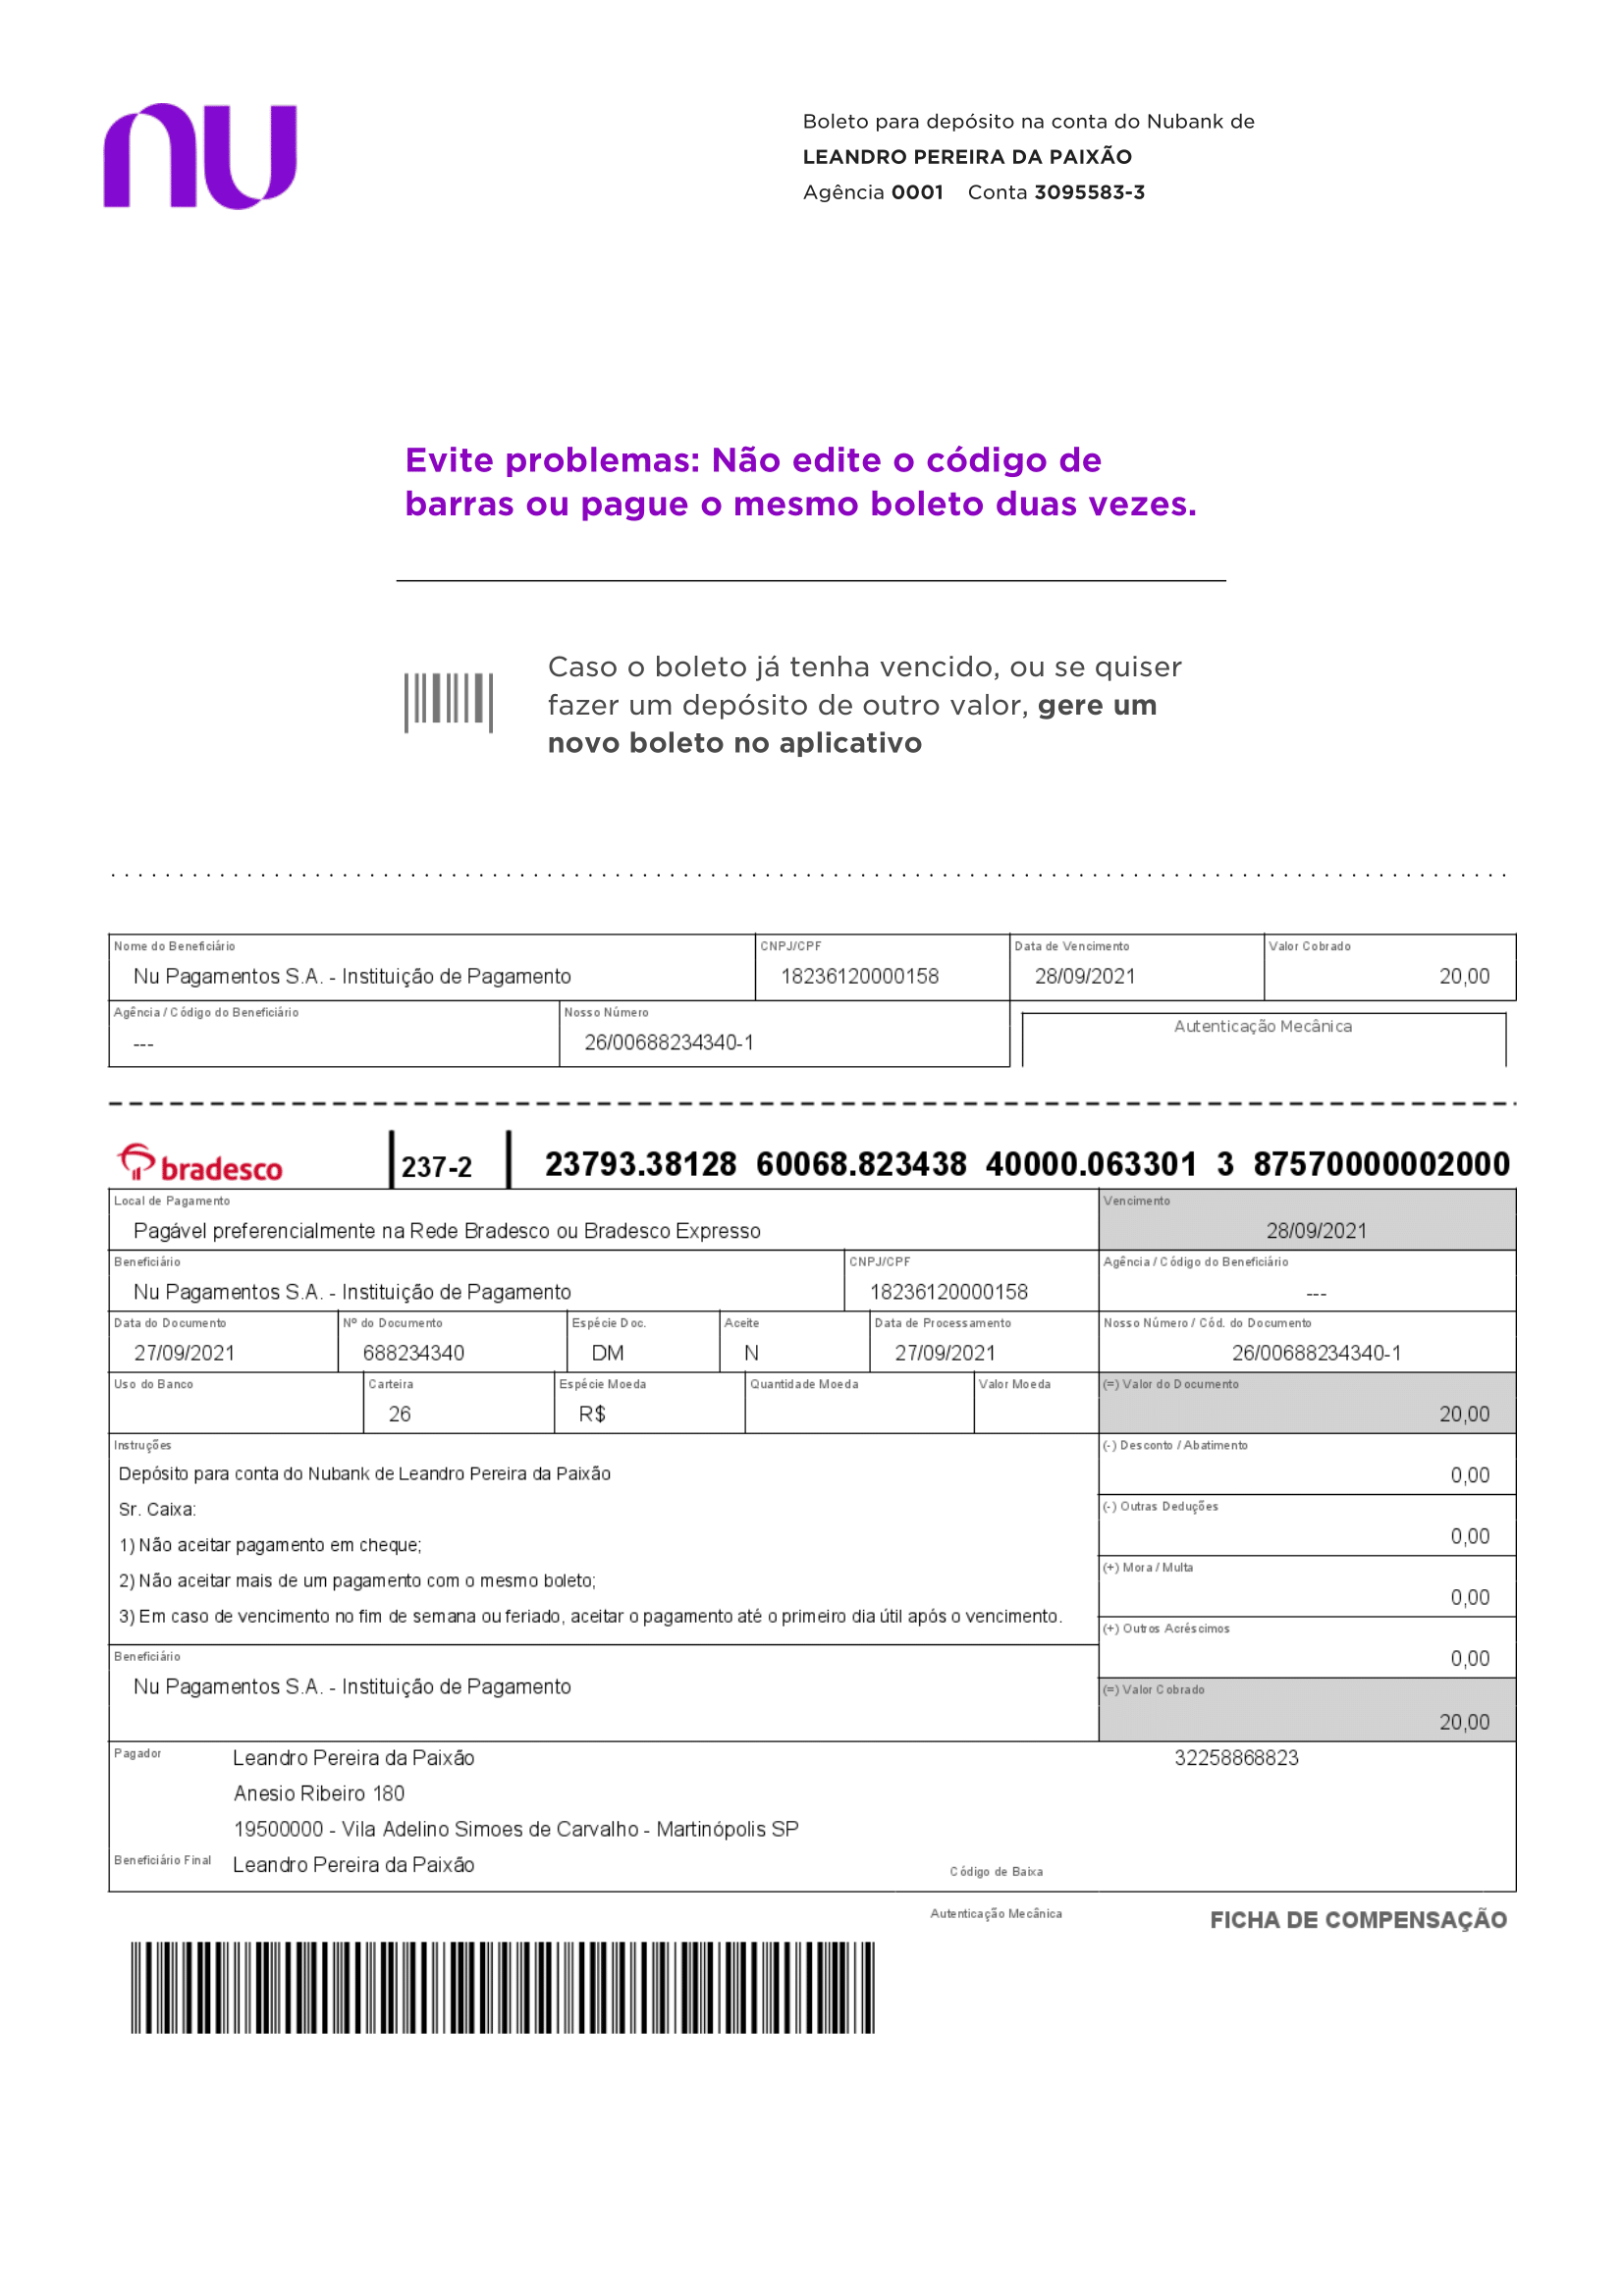 nu
Boleto para depósito na conta do Nubank de
LEANDRO PEREIRA DA PAIXÃO
Agência 0001 Conta 3095583-3
Evite problemas: Não edite o código de
barras ou pague o mesmo boleto duas vezes.
Caso o boleto já tenha vencido, ou se quiser
fazer um depósito de outro valor, gere um
novo boleto no aplicativo
Nome do Beneficiário CNPJ/CPF Data de Vencimento Valor Cobrado
Nu Pagamentos S.A. - Instituição de Pagamento 18236120000158 28/09/2021 20,00
Agência / Código do Beneficiário Nosso Número Autenticação Mecânica
--- 26/00688234340-1
bradesco 237-2 23793.38128 60068.823438 40000.063301 3 87570000002000
Local de Pagamento Vencimento
Pagável preferencialmente na Rede Bradesco ou Bradesco Expresso 28/09/2021
Beneficiário CNPJ/CPF Agência / Código do Beneficiário
Nu Pagamentos S.A. - Instituição de Pagamento 18236120000158 ---
Data do Documento Nº do Documento Espécie Doc. Aceite Data de Processamento Nosso Número / Cód. do Documento
27/09/2021 688234340 DM N 27/09/2021 26/00688234340-1
Uso do Banco Carteira Espécie Moeda Quantidade Moeda Valor Moeda (=) Valor do Documento
26 R$ 20,00
Instruções (-) Desconto / Abatimento
Depósito para conta do Nubank de Leandro Pereira da Paixão 0,00
Sr. Caixa: (-) Outras Deduções
1) Não aceitar pagamento em cheque; 0,00
2) Não aceitar mais de um pagamento com o mesmo boleto; (+) Mora / Multa
0,00
3) Em caso de vencimento no fim de semana ou feriado, aceitar o pagamento até o primeiro dia útil após o vencimento. (+) Outros Acréscimos
Beneficiário 0,00
Nu Pagamentos S.A. - Instituição de Pagamento (=) Valor Cobrado
20,00
Pagador Leandro Pereira da Paixão 32258868823
Anesio Ribeiro 180
19500000 - Vila Adelino Simoes de Carvalho - Martinópolis SP
Beneficiário Final Leandro Pereira da Paixão Código de Baixa
Autenticação Mecânica FICHA DE COMPENSAÇÃO